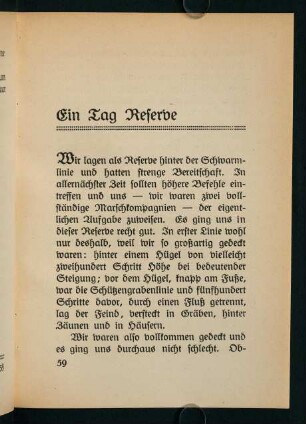 Ein Tag Reserve
Wir lagen als Reserve hinter der Schwarm-
linie und hatten strenge Bereitschaft. In
allernächster Zeit sollten höhere Befehle ein-
treffen und uns — wir waren zwei voll-
ständige Marschkompagnien — der eigent-
lichen Aufgabe zuweisen. Es ging uns in
dieser Reserve recht gut. In erster Linie wohl
nur deshalb, weil wir so großartig gedeckt
waren: hinter einem Hügel von vielleicht
zweihundert Schritt Höhe bei bedeutender
Steigung; vor dem Hügel, knapp am Fuße,
war die Schützengrabenlinie und fünfhundert
Schritte davor, durch einen Fluß getrennt,
lag der Feind, versteckt in Gräben, hinter
Zäunen und in Häusern.
Wir waren also vollkommen gedeckt und
es ging uns durchaus nicht schlecht. Ob-
59